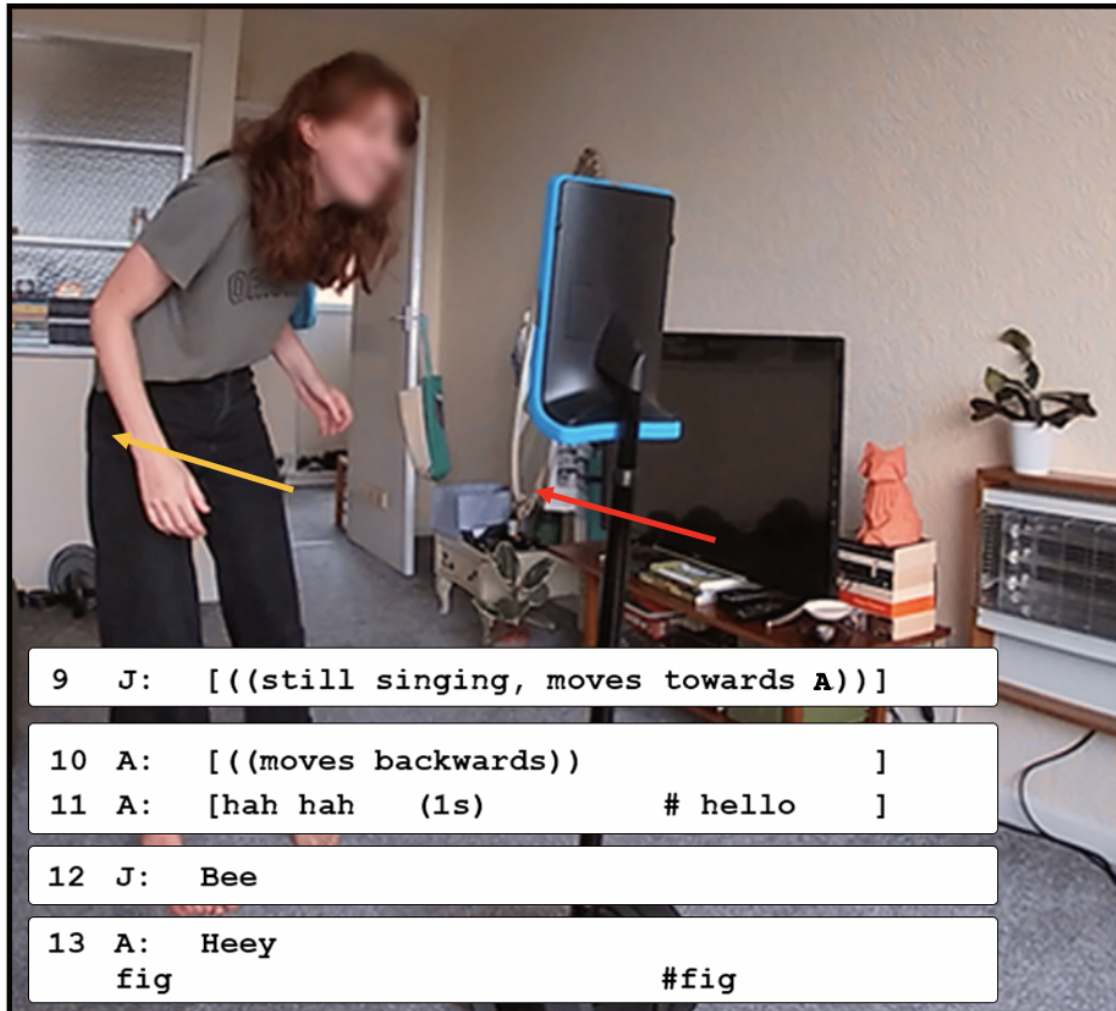 9 J: [((still singing, moves towards A))]
10 A: [((moves backwards)) ]
11 A: [hah hah (1s) # hello ]
12 J: Bee
13 A: Heey
fig #fig